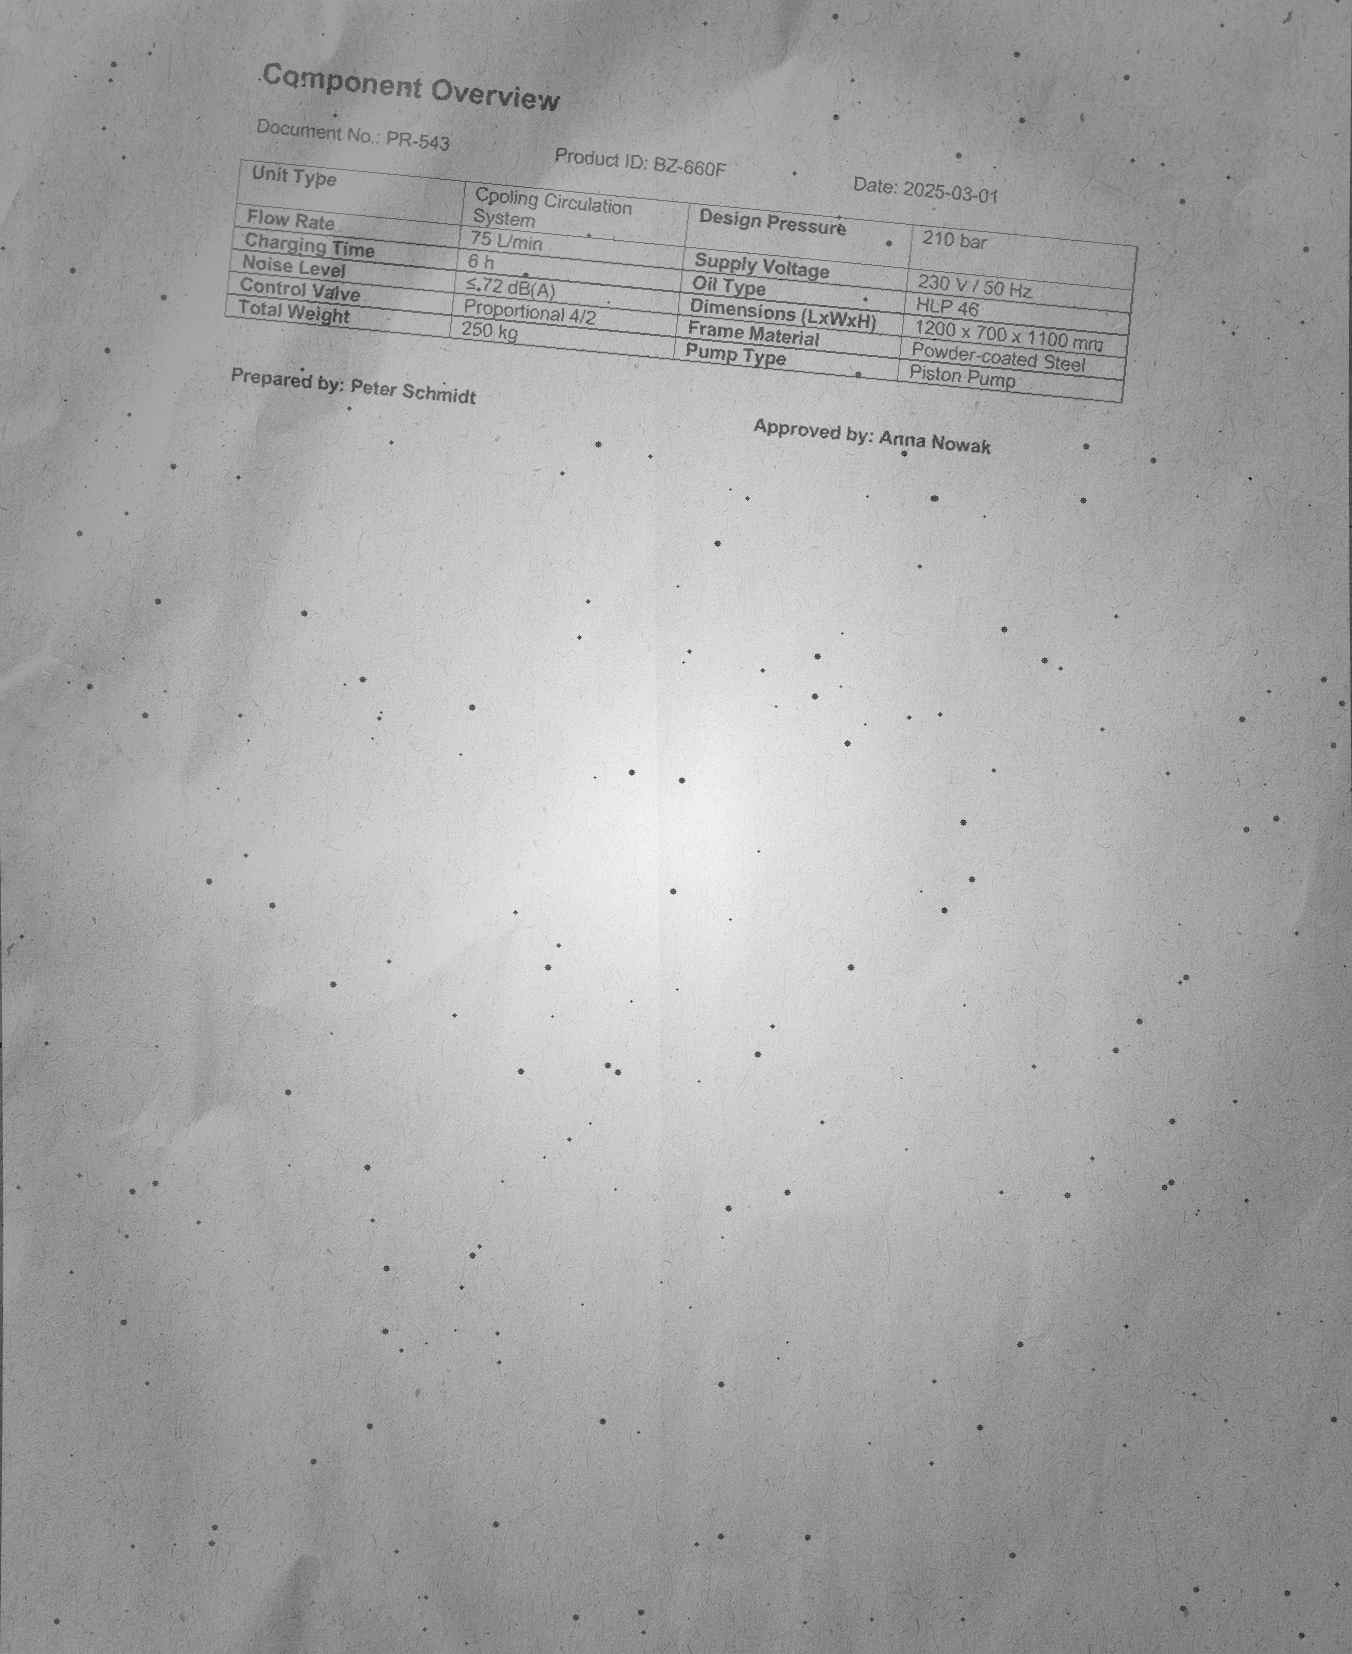 Component Overview
Document No.: PR-543 Product ID: BZ-660F Date: 2025-03-01
Unit Type Cooling Circulation System Design Pressure 210 bar
Flow Rate 75 L/min Supply Voltage 230 V / 50 Hz
Charging Time 6 h Oil Type HLP 46
Noise Level ≤ 72 dB(A) Dimensions (LxWxH) 1200 x 700 x 1100 mm
Control Valve Proportional 4/2 Frame Material Powder-coated Steel
Total Weight 250 kg Pump Type Piston Pump
Prepared by: Peter Schmidt Approved by: Anna Nowak